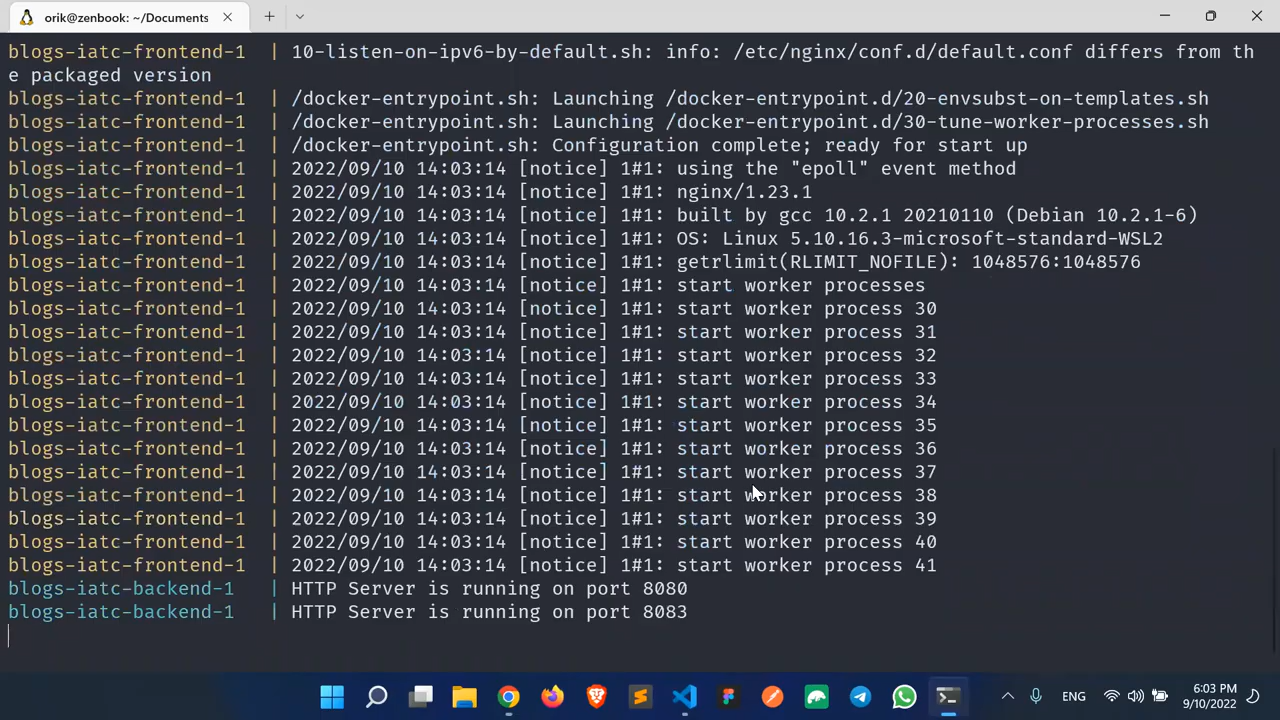 orik@zenbook: ~/Documents
blogs-iatc-frontend-1 | 10-listen-on-ipv6-by-default.sh: info: /etc/nginx/conf.d/default.conf differs from th
e packaged version
blogs-iatc-frontend-1 | /docker-entrypoint.sh: Launching /docker-entrypoint.d/20-envsubst-on-templates.sh
blogs-iatc-frontend-1 | /docker-entrypoint.sh: Launching /docker-entrypoint.d/30-tune-worker-processes.sh
blogs-iatc-frontend-1 | /docker-entrypoint.sh: Configuration complete; ready for start up
blogs-iatc-frontend-1 | 2022/09/10 14:03:14 [notice] 1#1: using the "epoll" event method
blogs-iatc-frontend-1 | 2022/09/10 14:03:14 [notice] 1#1: nginx/1.23.1
blogs-iatc-frontend-1 | 2022/09/10 14:03:14 [notice] 1#1: built by gcc 10.2.1 20210110 (Debian 10.2.1-6)
blogs-iatc-frontend-1 | 2022/09/10 14:03:14 [notice] 1#1: OS: Linux 5.10.16.3-microsoft-standard-WSL2
blogs-iatc-frontend-1 | 2022/09/10 14:03:14 [notice] 1#1: getrlimit(RLIMIT_NOFILE): 1048576:1048576
blogs-iatc-frontend-1 | 2022/09/10 14:03:14 [notice] 1#1: start worker processes
blogs-iatc-frontend-1 | 2022/09/10 14:03:14 [notice] 1#1: start worker process 30
blogs-iatc-frontend-1 | 2022/09/10 14:03:14 [notice] 1#1: start worker process 31
blogs-iatc-frontend-1 | 2022/09/10 14:03:14 [notice] 1#1: start worker process 32
blogs-iatc-frontend-1 | 2022/09/10 14:03:14 [notice] 1#1: start worker process 33
blogs-iatc-frontend-1 | 2022/09/10 14:03:14 [notice] 1#1: start worker process 34
blogs-iatc-frontend-1 | 2022/09/10 14:03:14 [notice] 1#1: start worker process 35
blogs-iatc-frontend-1 | 2022/09/10 14:03:14 [notice] 1#1: start worker process 36
blogs-iatc-frontend-1 | 2022/09/10 14:03:14 [notice] 1#1: start worker process 37
blogs-iatc-frontend-1 | 2022/09/10 14:03:14 [notice] 1#1: start worker process 38
blogs-iatc-frontend-1 | 2022/09/10 14:03:14 [notice] 1#1: start worker process 39
blogs-iatc-frontend-1 | 2022/09/10 14:03:14 [notice] 1#1: start worker process 40
blogs-iatc-frontend-1 | 2022/09/10 14:03:14 [notice] 1#1: start worker process 41
blogs-iatc-backend-1 | HTTP Server is running on port 8080
blogs-iatc-backend-1 | HTTP Server is running on port 8083
ENG
6:03 PM
9/10/2022